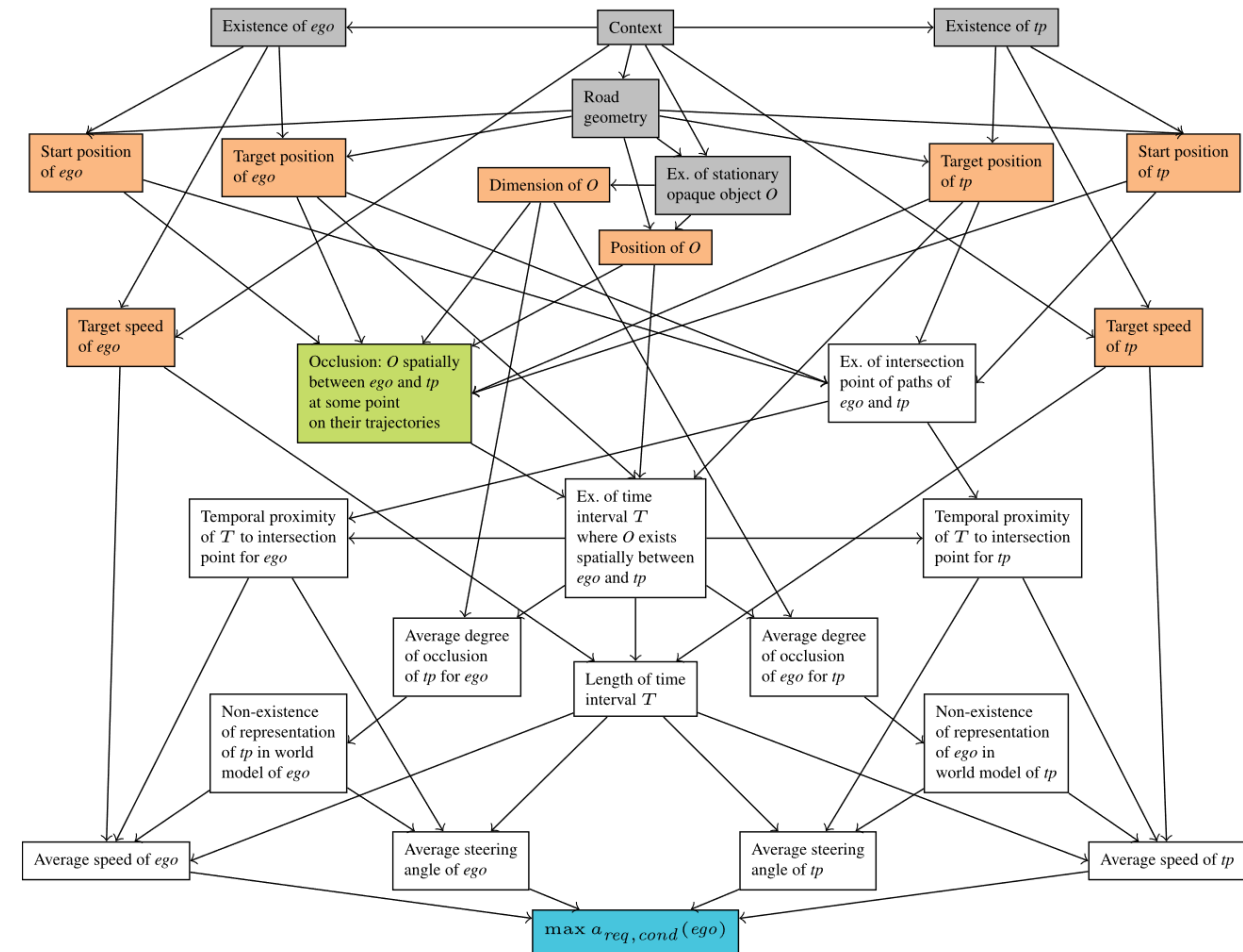 Existence of ego
Context
Existence of tp
Road
geometry
Start position
of ego
Target position
of ego
Dimension of O
Ex. of stationary
opaque object O
Target position
of tp
Start position
of tp
Position of O
Target speed
of ego
Occlusion: O spatially
between ego and tp
at some point
on their trajectories
Ex. of intersection
point of paths of
ego and tp
Target speed
of tp
Temporal proximity
of T to intersection
point for ego
Ex. of time
interval T
where O exists
spatially between
ego and tp
Temporal proximity
of T to intersection
point for tp
Average degree
of occlusion
of tp for ego
Length of time
interval T
Average degree
of occlusion
of ego for tp
Non-existence
of representation
of tp in world
model of ego
Non-existence
of representation
of ego in
world model of tp
Average speed of ego
Average steering
angle of ego
Average steering
angle of tp
Average speed of tp
max a_{req,cond}(ego)